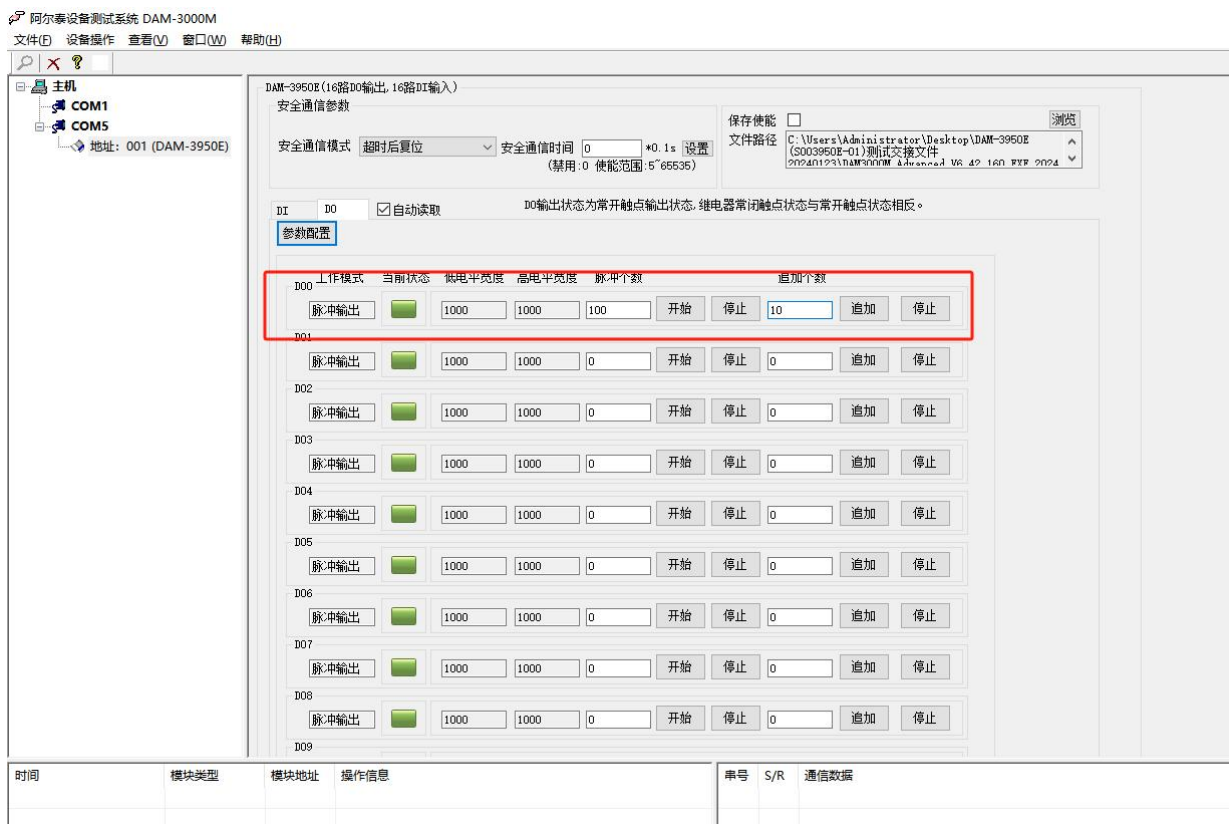 阿尔泰设备测试系统 DAM-3000M
文件(F) 设备操作 查看(V) 窗口(W) 帮助(H)
主机
COM1
COM5
地址: 001 (DAM-3950E)
DAM-3950E(16路DO输出,16路DI输入)
安全通信参数
安全通信模式 超时后复位 安全通信时间 0 *0.1s 设置
(禁用:0 使能范围:5~65535)
保存使能 浏览
文件路径 C:\Users\Administrator\Desktop\DAM-3950E
(S003950E-01)测试交接文件
20240123\DAM3000M Advanced V6.42.160 EXE 2024
DI DO 自动读取 DO输出状态为常开触点输出状态,继电器常闭触点状态与常开触点状态相反。
参数配置
工作模式 当前状态 低电平宽度 高电平宽度 脉冲个数 追加个数
DO0
脉冲输出 1000 1000 100 开始 停止 10 追加 停止
DO1
脉冲输出 1000 1000 0 开始 停止 0 追加 停止
DO2
脉冲输出 1000 1000 0 开始 停止 0 追加 停止
DO3
脉冲输出 1000 1000 0 开始 停止 0 追加 停止
DO4
脉冲输出 1000 1000 0 开始 停止 0 追加 停止
DO5
脉冲输出 1000 1000 0 开始 停止 0 追加 停止
DO6
脉冲输出 1000 1000 0 开始 停止 0 追加 停止
DO7
脉冲输出 1000 1000 0 开始 停止 0 追加 停止
DO8
脉冲输出 1000 1000 0 开始 停止 0 追加 停止
DO9
时间 模块类型 模块地址 操作信息 串号 S/R 通信数据